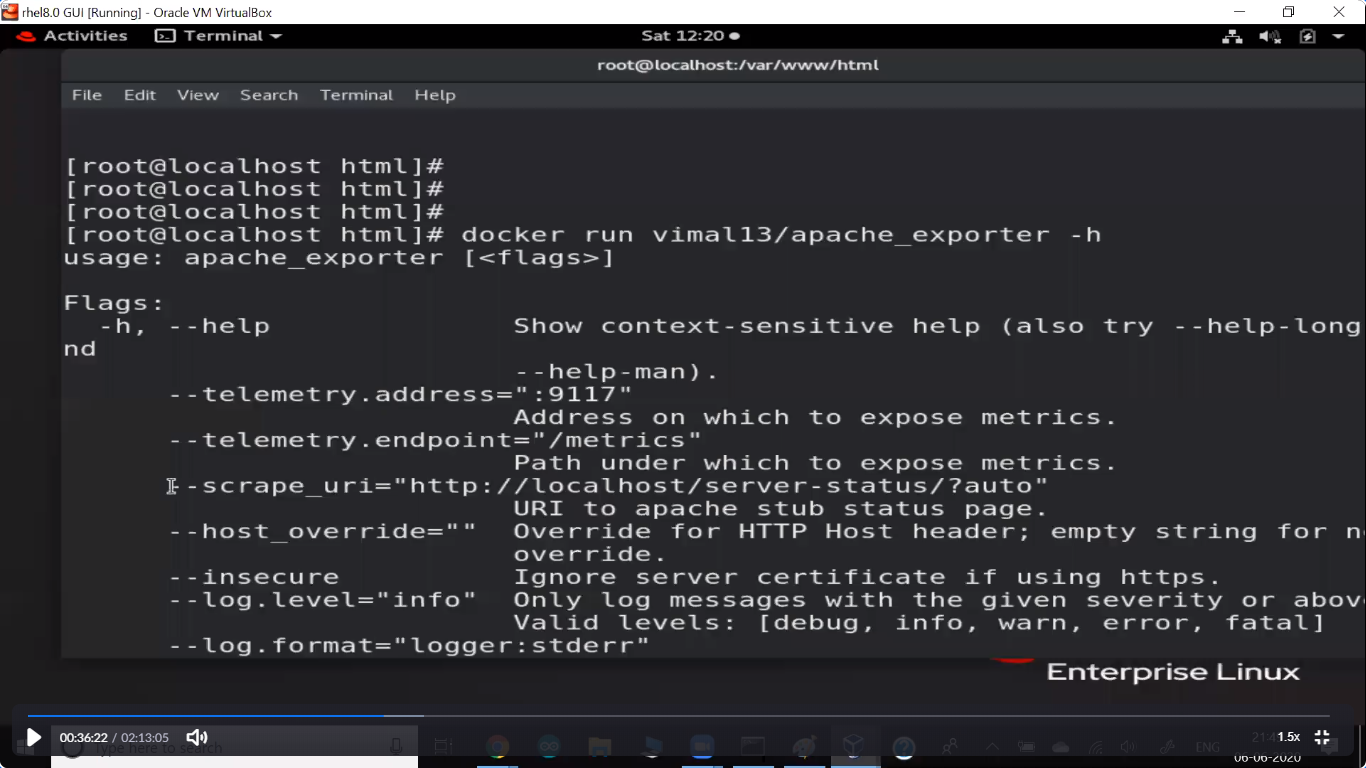 rhel8.0 GUI [Running] - Oracle VM VirtualBox
Activities Terminal Sat 12:20
root@localhost:/var/www/html
File Edit View Search Terminal Help
[root@localhost html]#
[root@localhost html]#
[root@localhost html]#
[root@localhost html]# docker run vimal13/apache_exporter -h
usage: apache_exporter [<flags>]
Flags:
-h, --help Show context-sensitive help (also try --help-long
nd
--help-man).
--telemetry.address=":9117"
Address on which to expose metrics.
--telemetry.endpoint="/metrics"
Path under which to expose metrics.
--scrape_uri="http://localhost/server-status/?auto"
URI to apache stub status page.
--host_override="" Override for HTTP Host header; empty string for n
override.
--insecure Ignore server certificate if using https.
--log.level="info" Only log messages with the given severity or abov
Valid levels: [debug, info, warn, error, fatal]
--log.format="logger:stderr"
Enterprise Linux
00:36:22 / 02:13:05
1.5x
Type here to search
ENG
06-06-2020